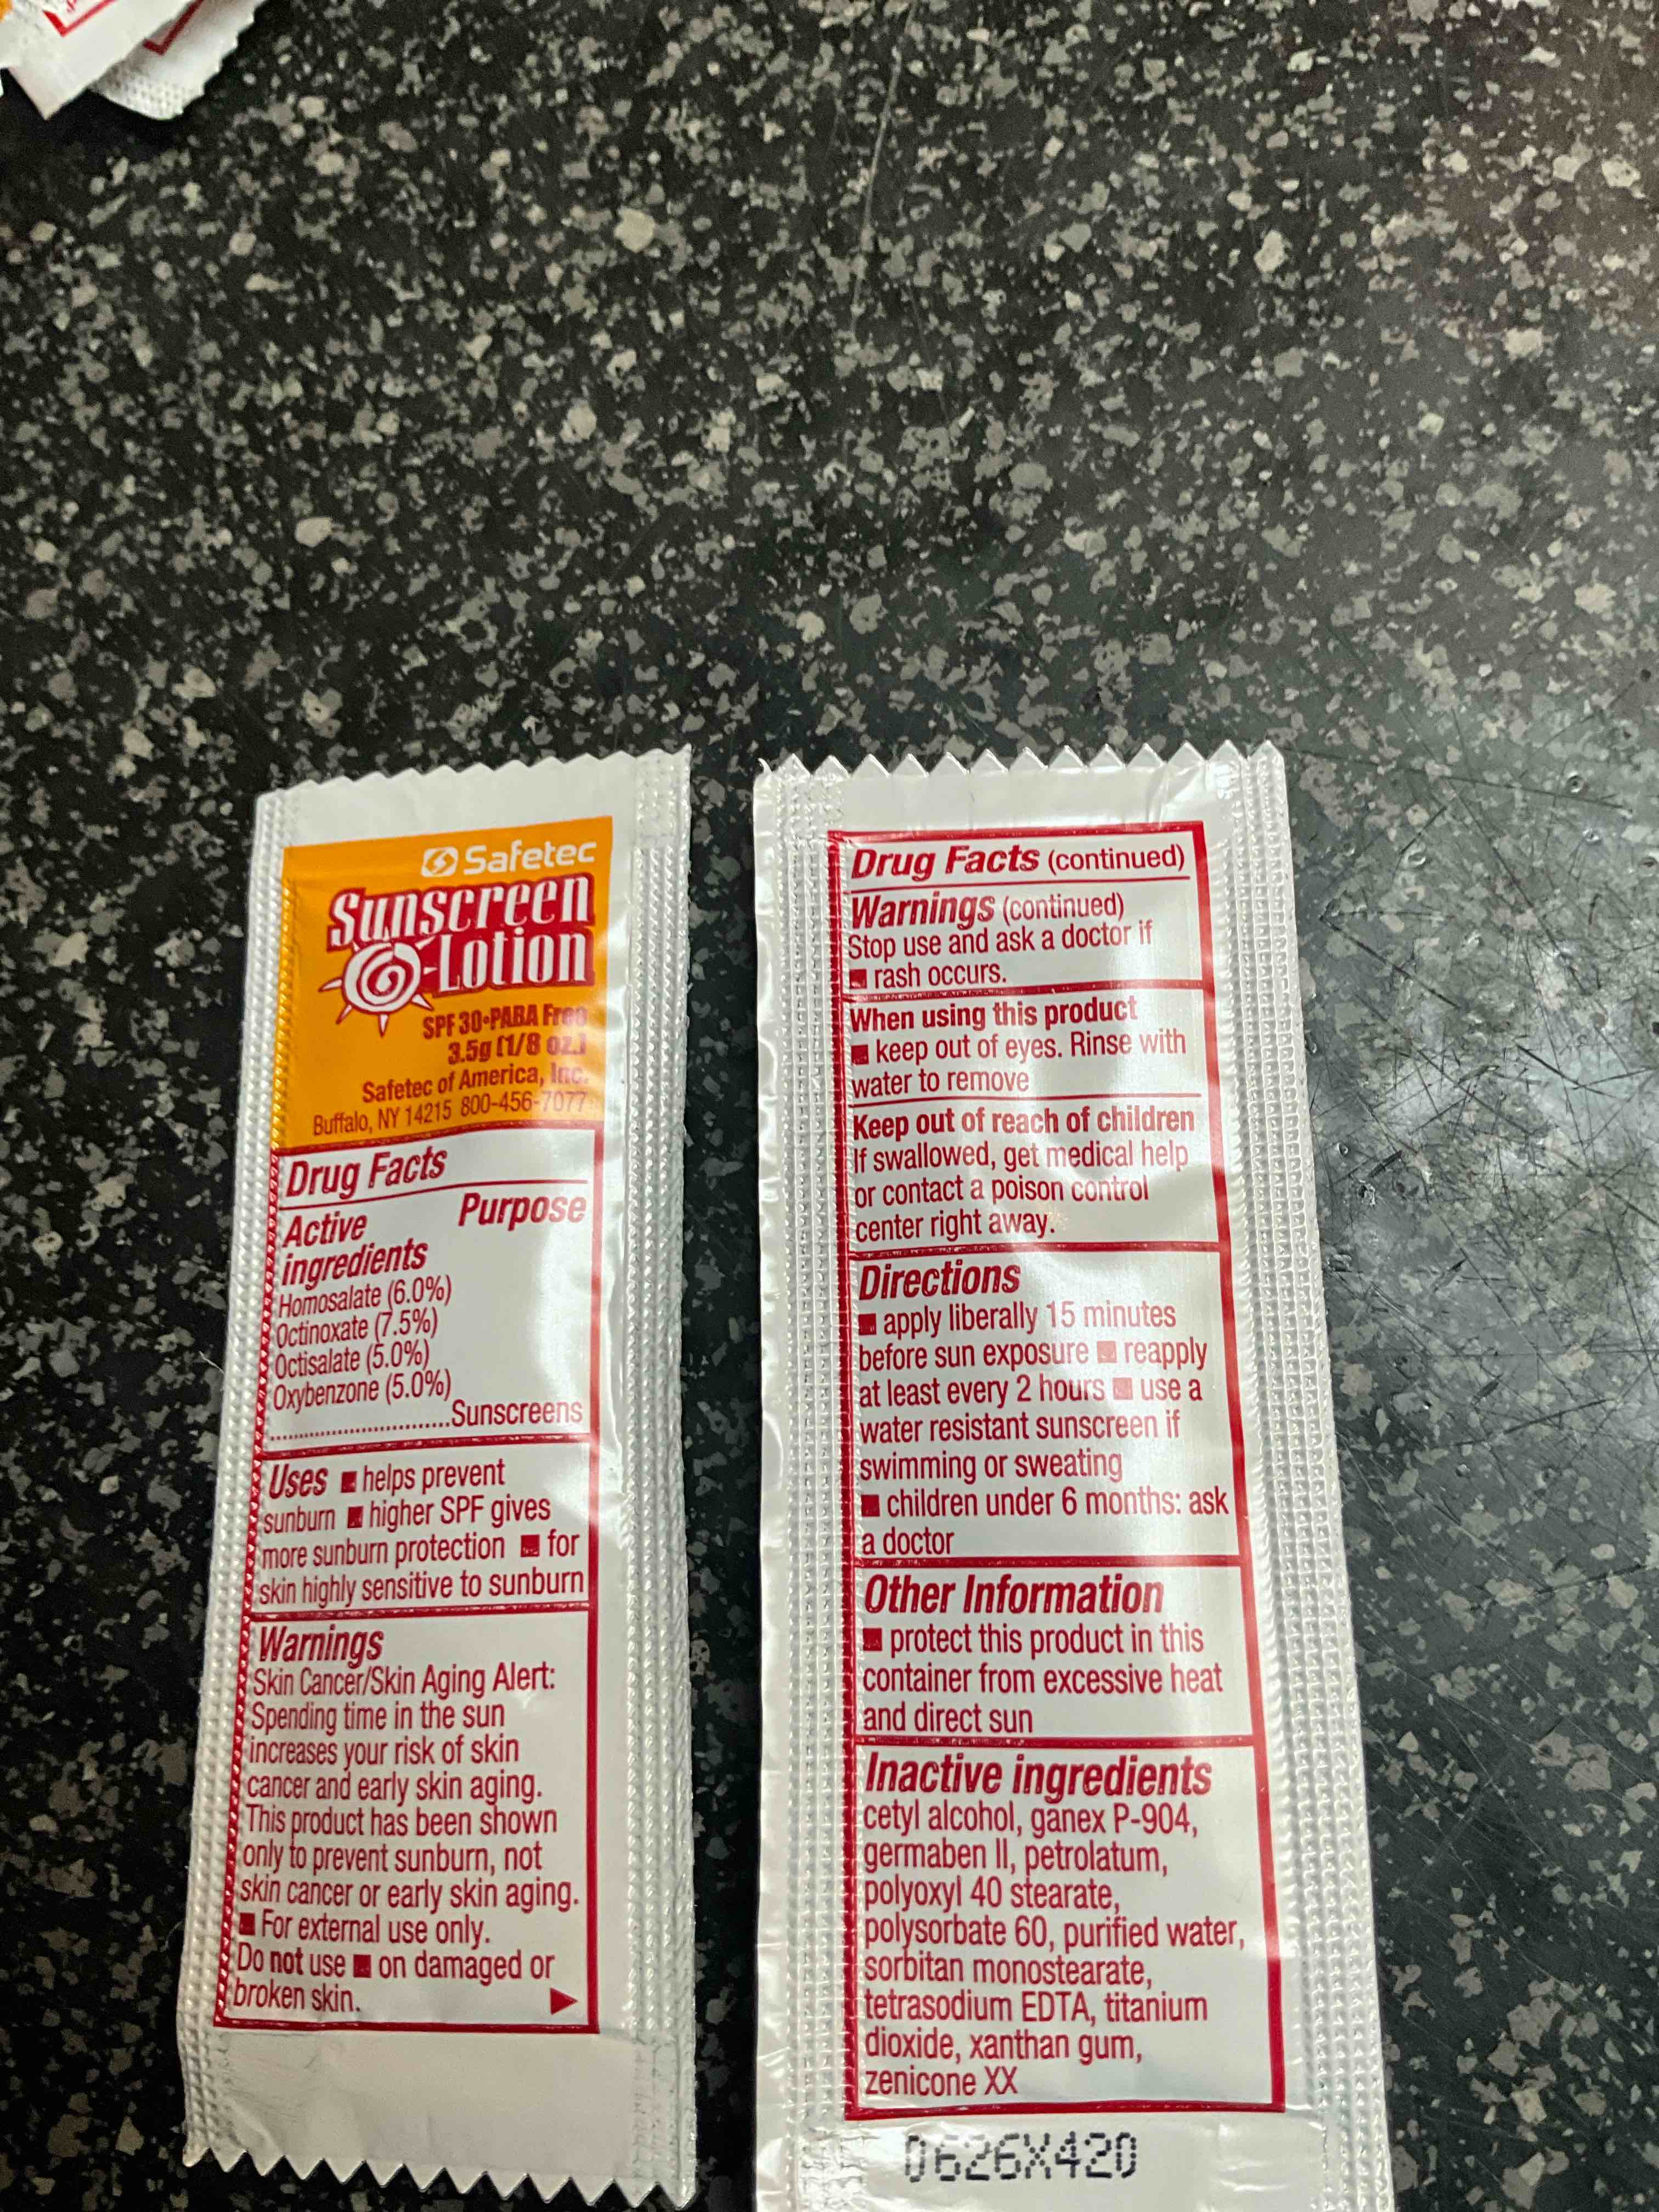 Safetec
Sunscreen
Lotion
SPF 30•PABA Free
3.5g (1/8 oz.)
Safetec of America, Inc.
Buffalo, NY 14215 800-456-7077
Drug Facts
Active Purpose
ingredients
Homosalate (6.0%)
Octinoxate (7.5%)
Octisalate (5.0%)
Oxybenzone (5.0%)
..............................Sunscreens
Uses ■ helps prevent
sunburn ■ higher SPF gives
more sunburn protection ■ for
skin highly sensitive to sunburn
Warnings
Skin Cancer/Skin Aging Alert:
Spending time in the sun
increases your risk of skin
cancer and early skin aging.
This product has been shown
only to prevent sunburn, not
skin cancer or early skin aging.
■ For external use only.
Do not use ■ on damaged or
broken skin.
Drug Facts (continued)
Warnings (continued)
Stop use and ask a doctor if
■ rash occurs.
When using this product
■ keep out of eyes. Rinse with
water to remove
Keep out of reach of children
If swallowed, get medical help
or contact a poison control
center right away.
Directions
■ apply liberally 15 minutes
before sun exposure ■ reapply
at least every 2 hours ■ use a
water resistant sunscreen if
swimming or sweating
■ children under 6 months: ask
a doctor
Other Information
■ protect this product in this
container from excessive heat
and direct sun
Inactive ingredients
cetyl alcohol, ganex P-904,
germaben II, petrolatum,
polyoxyl 40 stearate,
polysorbate 60, purified water,
sorbitan monostearate,
tetrasodium EDTA, titanium
dioxide, xanthan gum,
zenicone XX
0626X420